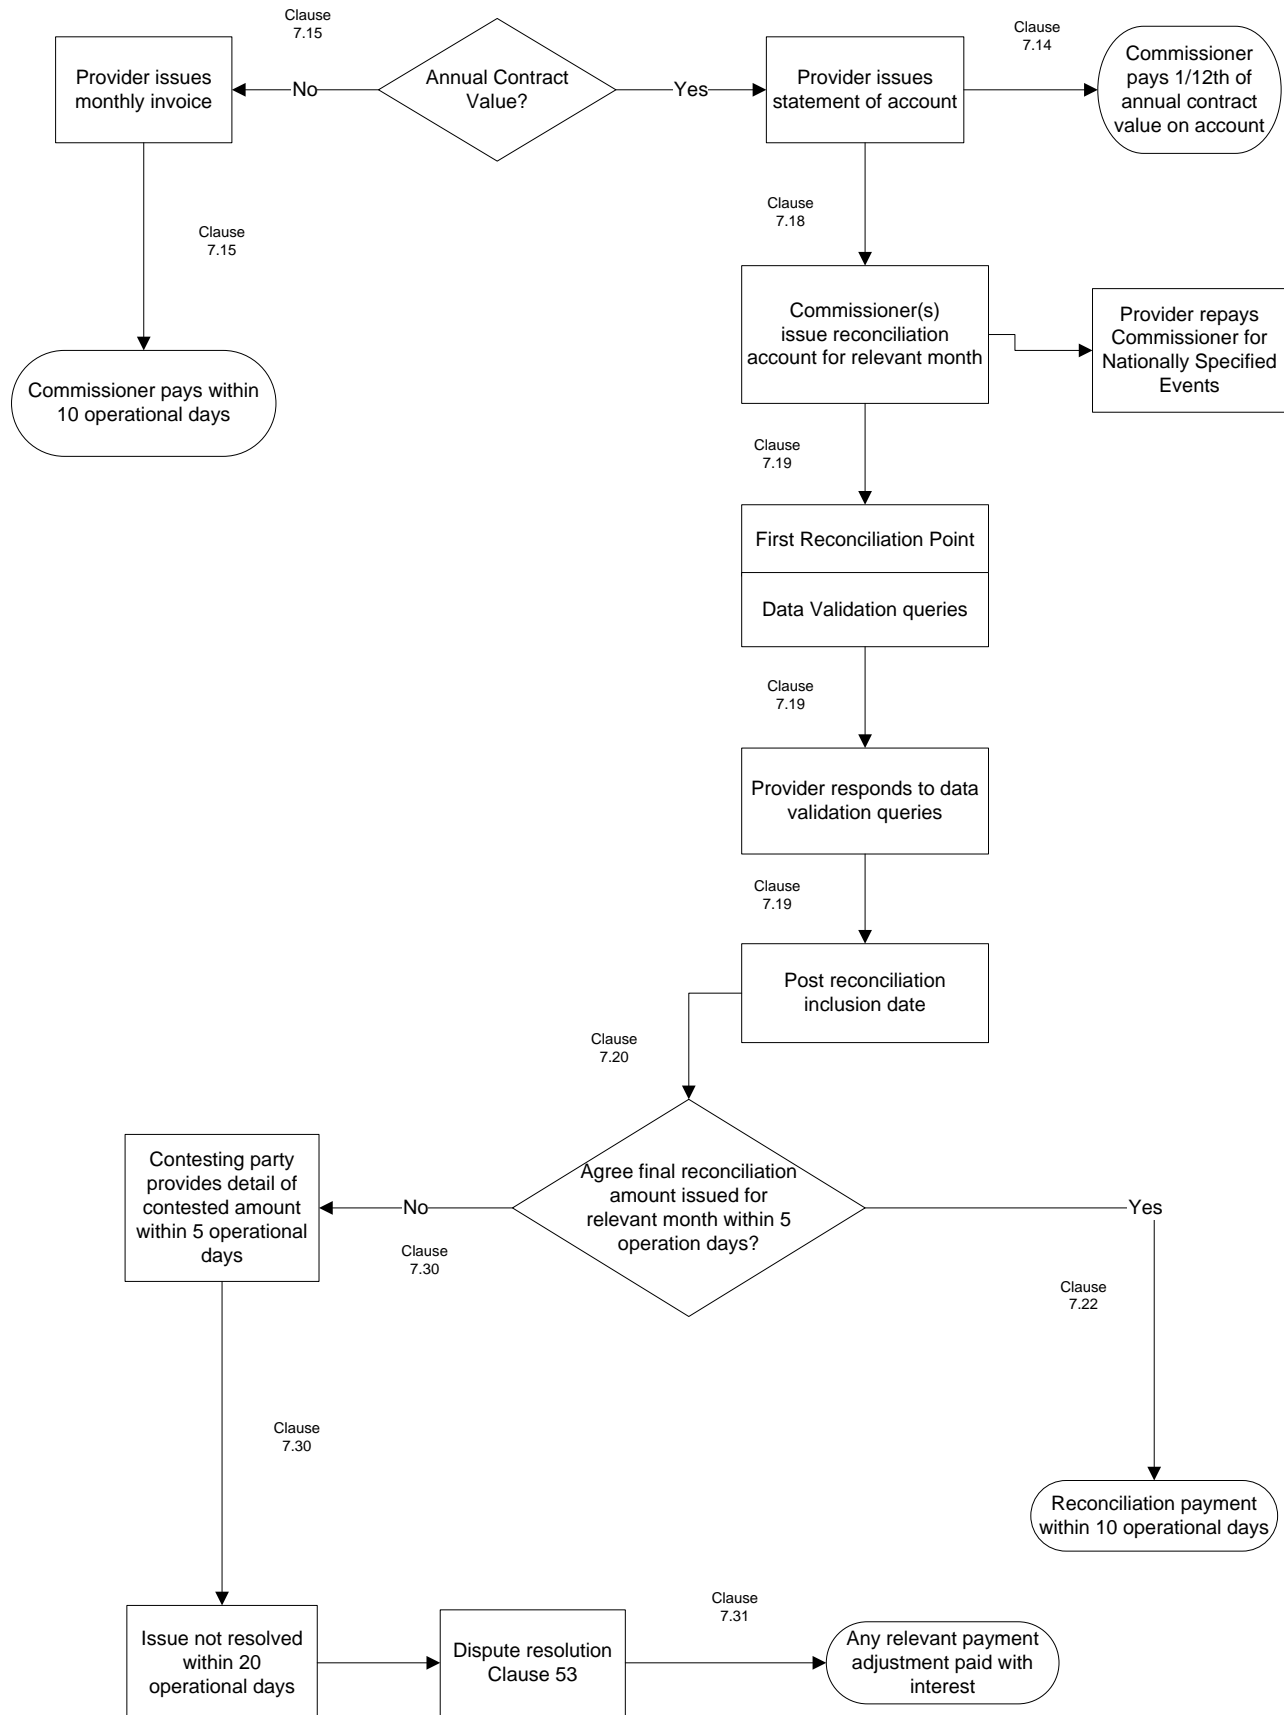 Clause
7.15
Clause
7.14
Provider issues
monthly invoice
No
Annual Contract
Value?
Yes
Provider issues
statement of account
Commissioner
pays 1/12th of
annual contract
value on account
Clause
7.15
Clause
7.18
Commissioner pays within
10 operational days
Commissioner(s)
issue reconciliation
account for relevant month
Provider repays
Commissioner for
Nationally Specified
Events
Clause
7.19
First Reconciliation Point
Data Validation queries
Clause
7.19
Provider responds to data
validation queries
Clause
7.19
Post reconciliation
inclusion date
Clause
7.20
Agree final reconciliation
amount issued for
relevant month within 5
operation days?
No
Clause
7.30
Contesting party
provides detail of
contested amount
within 5 operational
days
Yes
Clause
7.22
Reconciliation payment
within 10 operational days
Clause
7.30
Issue not resolved
within 20
operational days
Dispute resolution
Clause 53
Clause
7.31
Any relevant payment
adjustment paid with
interest